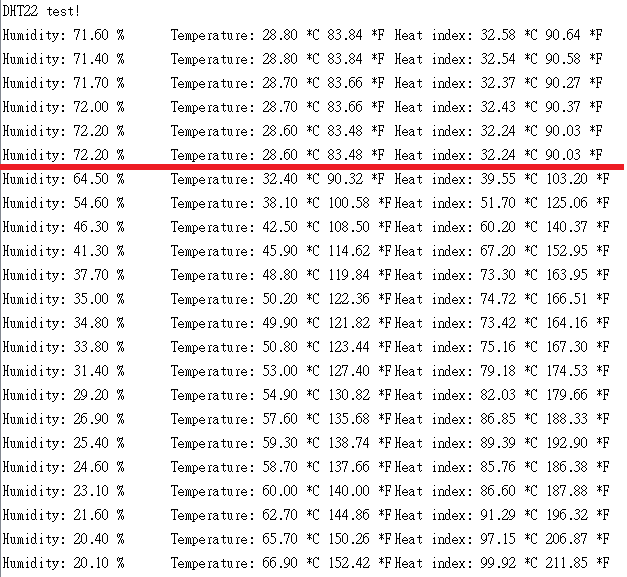 DHT22 test!
Humidity: 71.60 % Temperature: 28.80 *C 83.84 *F Heat index: 32.58 *C 90.64 *F
Humidity: 71.40 % Temperature: 28.80 *C 83.84 *F Heat index: 32.54 *C 90.58 *F
Humidity: 71.70 % Temperature: 28.70 *C 83.66 *F Heat index: 32.37 *C 90.27 *F
Humidity: 72.00 % Temperature: 28.70 *C 83.66 *F Heat index: 32.43 *C 90.37 *F
Humidity: 72.20 % Temperature: 28.60 *C 83.48 *F Heat index: 32.24 *C 90.03 *F
Humidity: 72.20 % Temperature: 28.60 *C 83.48 *F Heat index: 32.24 *C 90.03 *F
Humidity: 64.50 % Temperature: 32.40 *C 90.32 *F Heat index: 39.55 *C 103.20 *F
Humidity: 54.60 % Temperature: 38.10 *C 100.58 *F Heat index: 51.70 *C 125.06 *F
Humidity: 46.30 % Temperature: 42.50 *C 108.50 *F Heat index: 60.20 *C 140.37 *F
Humidity: 41.30 % Temperature: 45.90 *C 114.62 *F Heat index: 67.20 *C 152.95 *F
Humidity: 37.70 % Temperature: 48.80 *C 119.84 *F Heat index: 73.30 *C 163.95 *F
Humidity: 35.00 % Temperature: 50.20 *C 122.36 *F Heat index: 74.72 *C 166.51 *F
Humidity: 34.80 % Temperature: 49.90 *C 121.82 *F Heat index: 73.42 *C 164.16 *F
Humidity: 33.80 % Temperature: 50.80 *C 123.44 *F Heat index: 75.16 *C 167.30 *F
Humidity: 31.40 % Temperature: 53.00 *C 127.40 *F Heat index: 79.18 *C 174.53 *F
Humidity: 29.20 % Temperature: 54.90 *C 130.82 *F Heat index: 82.03 *C 179.66 *F
Humidity: 26.90 % Temperature: 57.60 *C 135.68 *F Heat index: 86.85 *C 188.33 *F
Humidity: 25.40 % Temperature: 59.30 *C 138.74 *F Heat index: 89.39 *C 192.90 *F
Humidity: 24.60 % Temperature: 58.70 *C 137.66 *F Heat index: 85.76 *C 186.38 *F
Humidity: 23.10 % Temperature: 60.00 *C 140.00 *F Heat index: 86.60 *C 187.88 *F
Humidity: 21.60 % Temperature: 62.70 *C 144.86 *F Heat index: 91.29 *C 196.32 *F
Humidity: 20.40 % Temperature: 65.70 *C 150.26 *F Heat index: 97.15 *C 206.87 *F
Humidity: 20.10 % Temperature: 66.90 *C 152.42 *F Heat index: 99.92 *C 211.85 *F